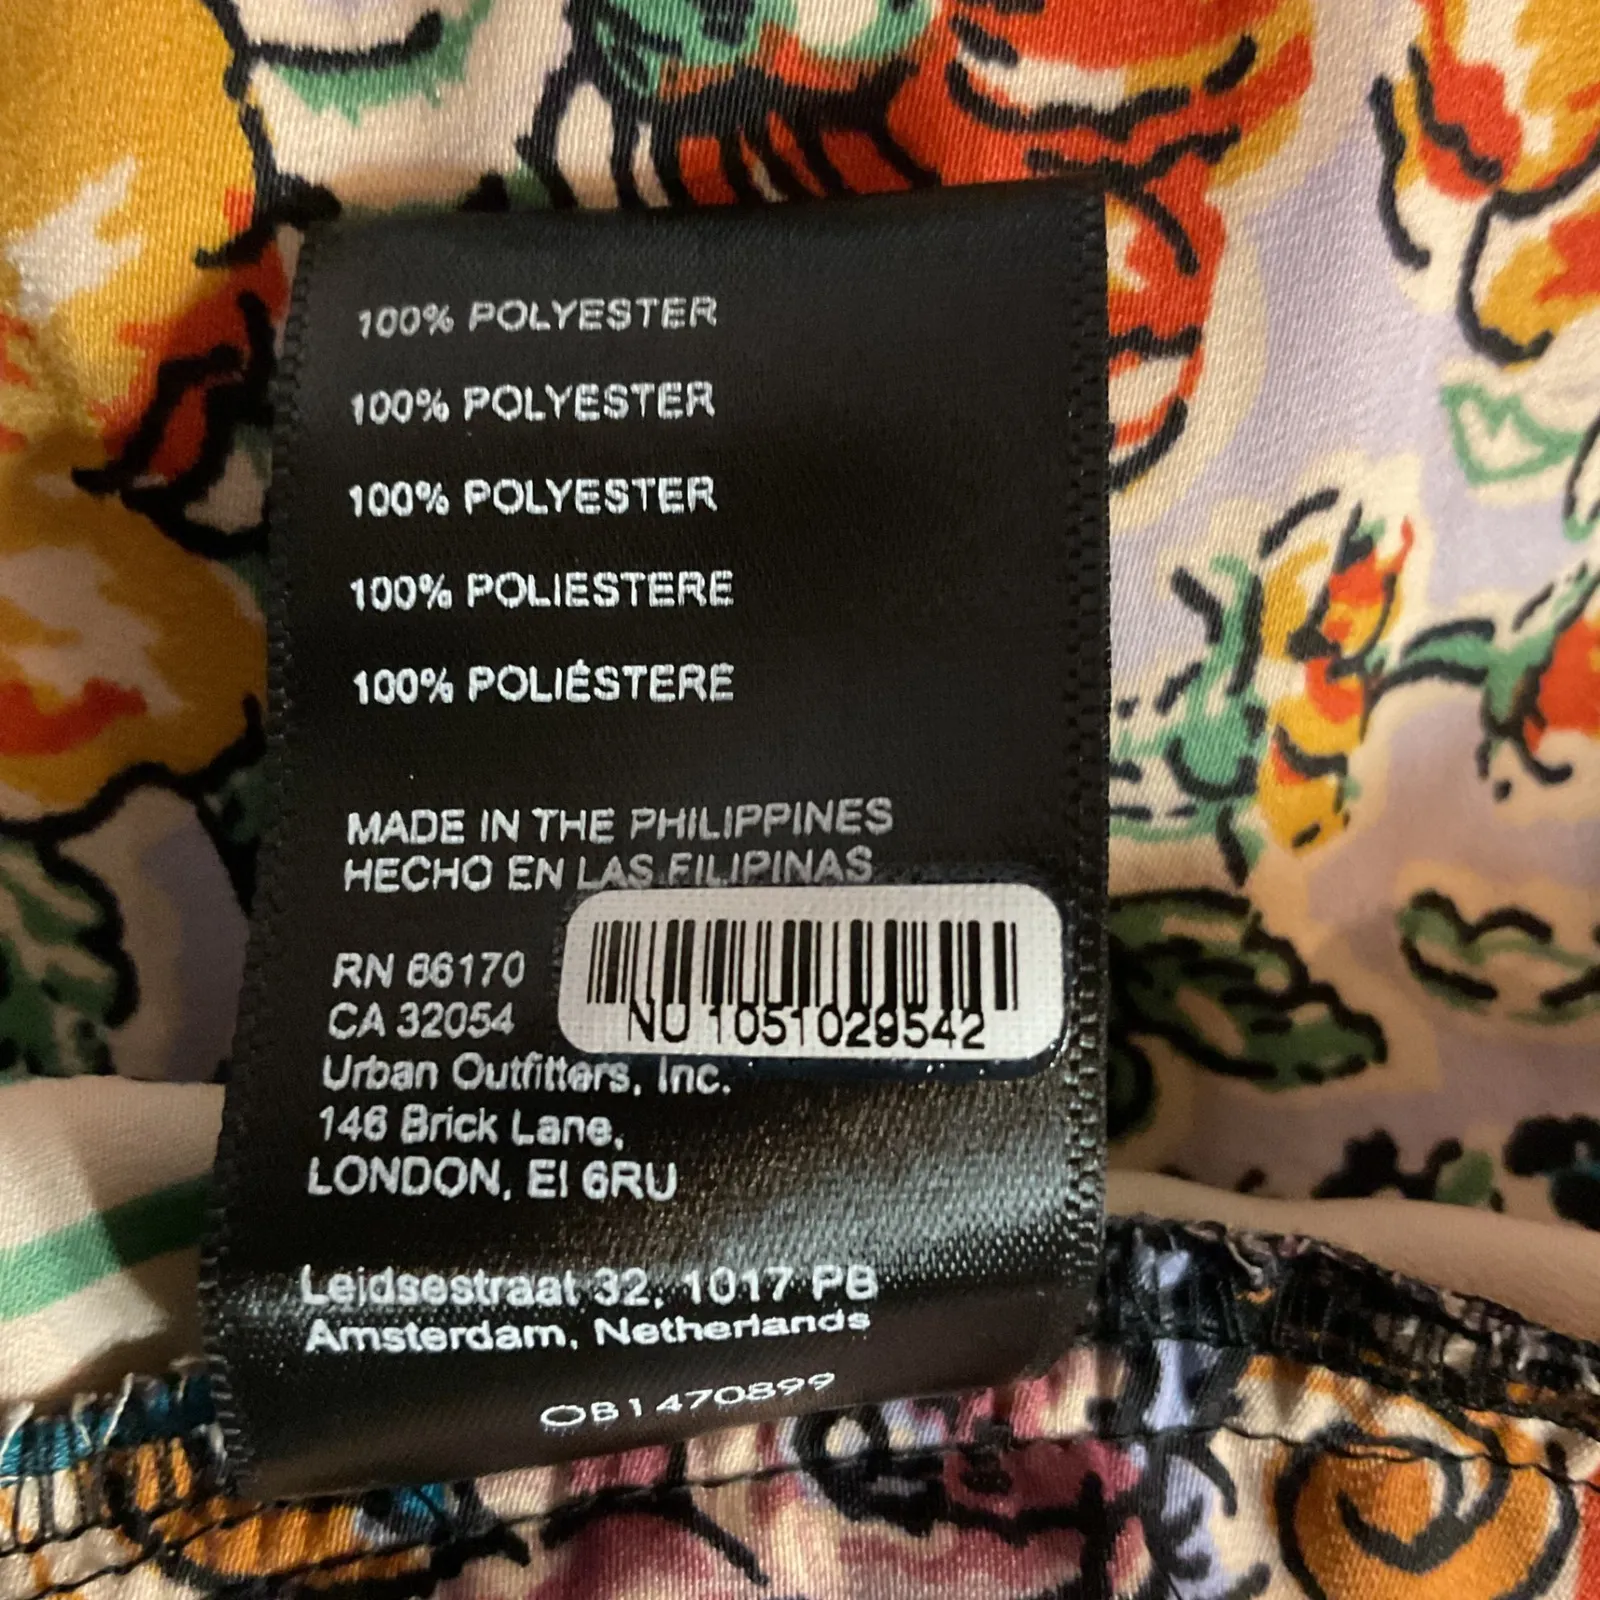 100% POLYESTER
100% POLYESTER
100% POLYESTER
100% POLIESTERE
100% POLIÉSTERE
MADE IN THE PHILIPPINES
HECHO EN LAS FILIPINAS
RN 66170
CA 32054
NU 1051029542
Urban Outfitters, Inc.
146 Brick Lane,
LONDON, EI 6RU
Leidsestraat 32, 1017 PB
Amsterdam, Netherlands
OB1470899